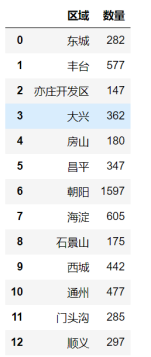 区域 数量
0 东城 282
1 丰台 577
2 亦庄开发区 147
3 大兴 362
4 房山 180
5 昌平 347
6 朝阳 1597
7 海淀 605
8 石景山 175
9 西城 442
10 通州 477
11 门头沟 285
12 顺义 297